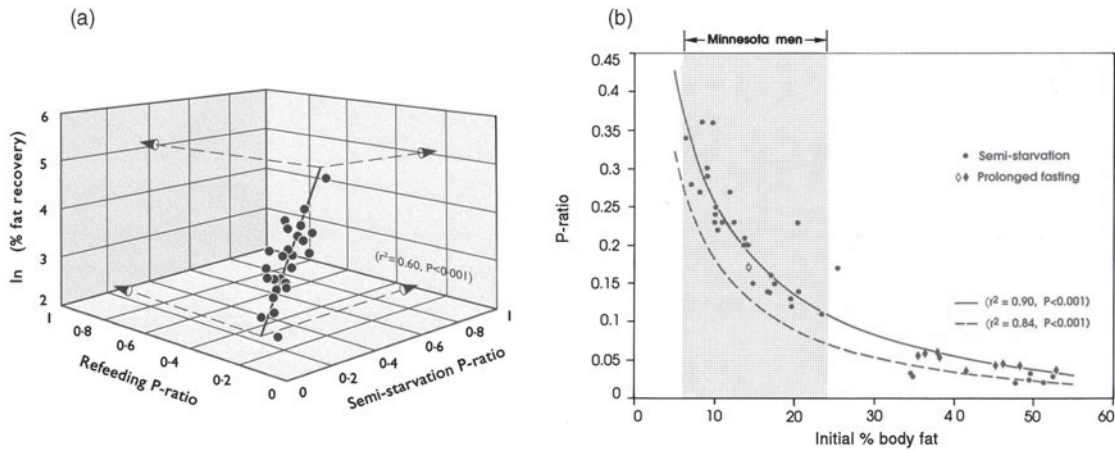 (a)
6
5
4
3
2
ln (% fat recovery)
(r² = 0.60, P<0·001)
1
0·8
0·6
0·4
0·2
0
Refeeding P-ratio
0
0·2
0·4
0·6
0·8
1
Semi-starvation P-ratio
(b)
Minnesota men
0.45
0.40
0.35
0.30
0.25
0.20
0.15
0.10
0.05
0
P-ratio
Semi-starvation
Prolonged fasting
(r² = 0.90, P<0.001)
(r² = 0.84, P<0.001)
0 10 20 30 40 50 60
Initial % body fat